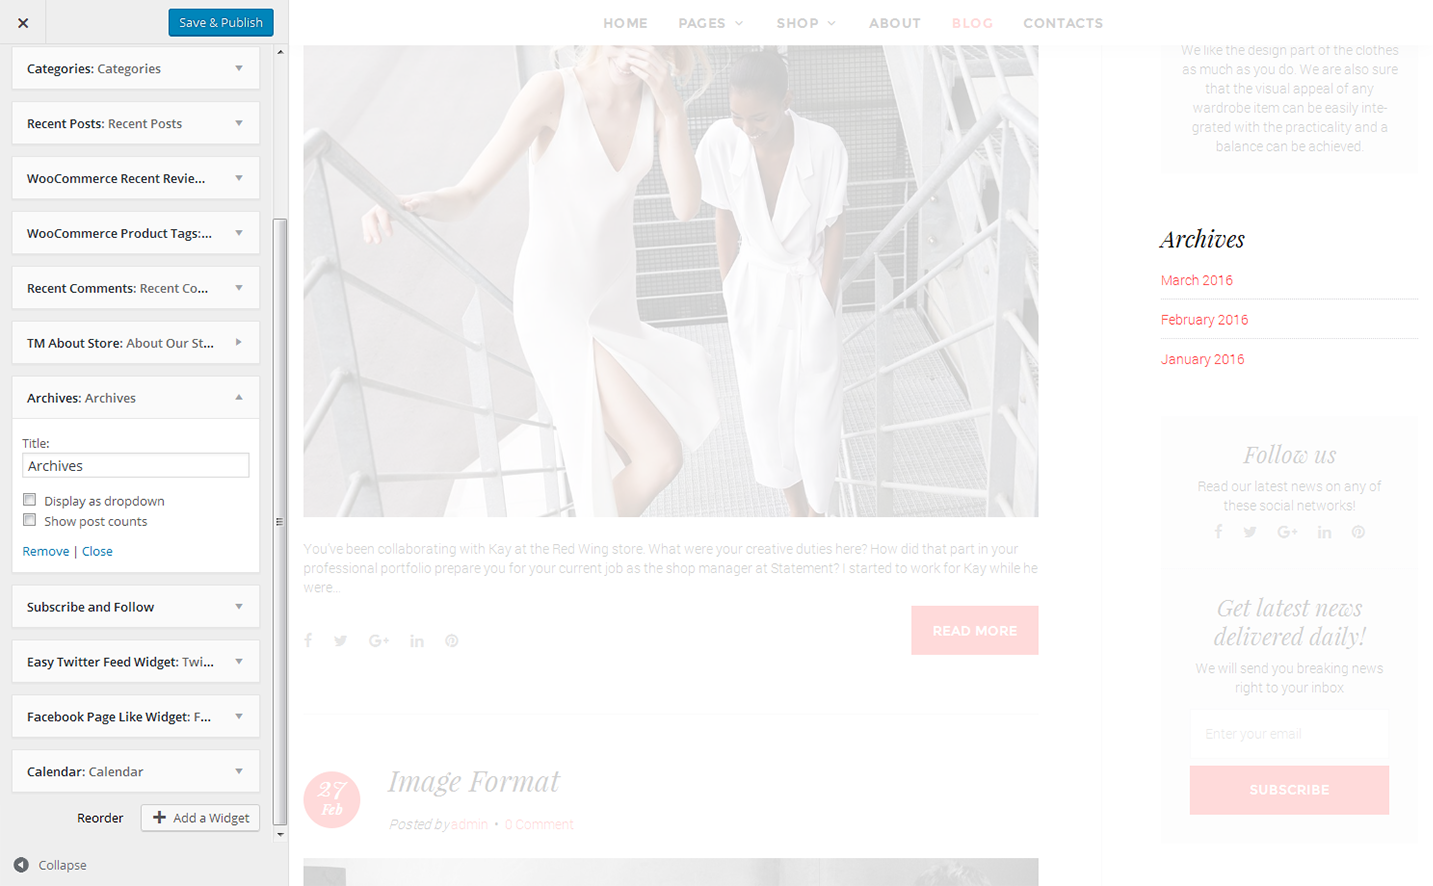 Save & Publish
Categories: Categories
Recent Posts: Recent Posts
WooCommerce Recent Revie...
WooCommerce Product Tags:...
Recent Comments: Recent Co...
TM About Store: About Our St...
Archives: Archives
Title:
Archives
Display as dropdown
Show post counts
Remove | Close
Subscribe and Follow
Easy Twitter Feed Widget: Twi...
Facebook Page Like Widget: F...
Calendar: Calendar
Reorder
Add a Widget
Collapse
HOME PAGES SHOP ABOUT BLOG CONTACTS
You've been collaborating with Kay at the Red Wing store. What were your creative duties here? How did that part in your
professional portfolio prepare you for your current job as the shop manager at Statement? I started to work for Kay while he
were...
READ MORE
27
Feb
Image Format
Posted by admin • 0 Comment
We like the design part of the clothes
as much as you do. We are also sure
that the visual appeal of any
wardrobe item can be easily inte-
grated with the practicality and a
balance can be achieved.
Archives
March 2016
February 2016
January 2016
Follow us
Read our latest news on any of
these social networks!
Get latest news
delivered daily!
We will send you breaking news
right to your inbox
Enter your email
SUBSCRIBE